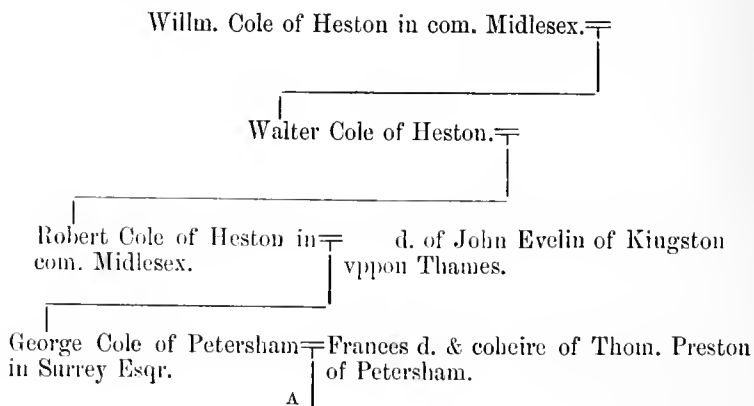 Willm. Cole of Heston in com. Midlesex.
Walter Cole of Heston.
Robert Cole of Heston in d. of John Evelin of Kingston
com. Midlesex. vppon Thames.
George Cole of Petersham Frances d. & coheire of Thom. Preston
in Surrey Esqr. of Petersham.
A